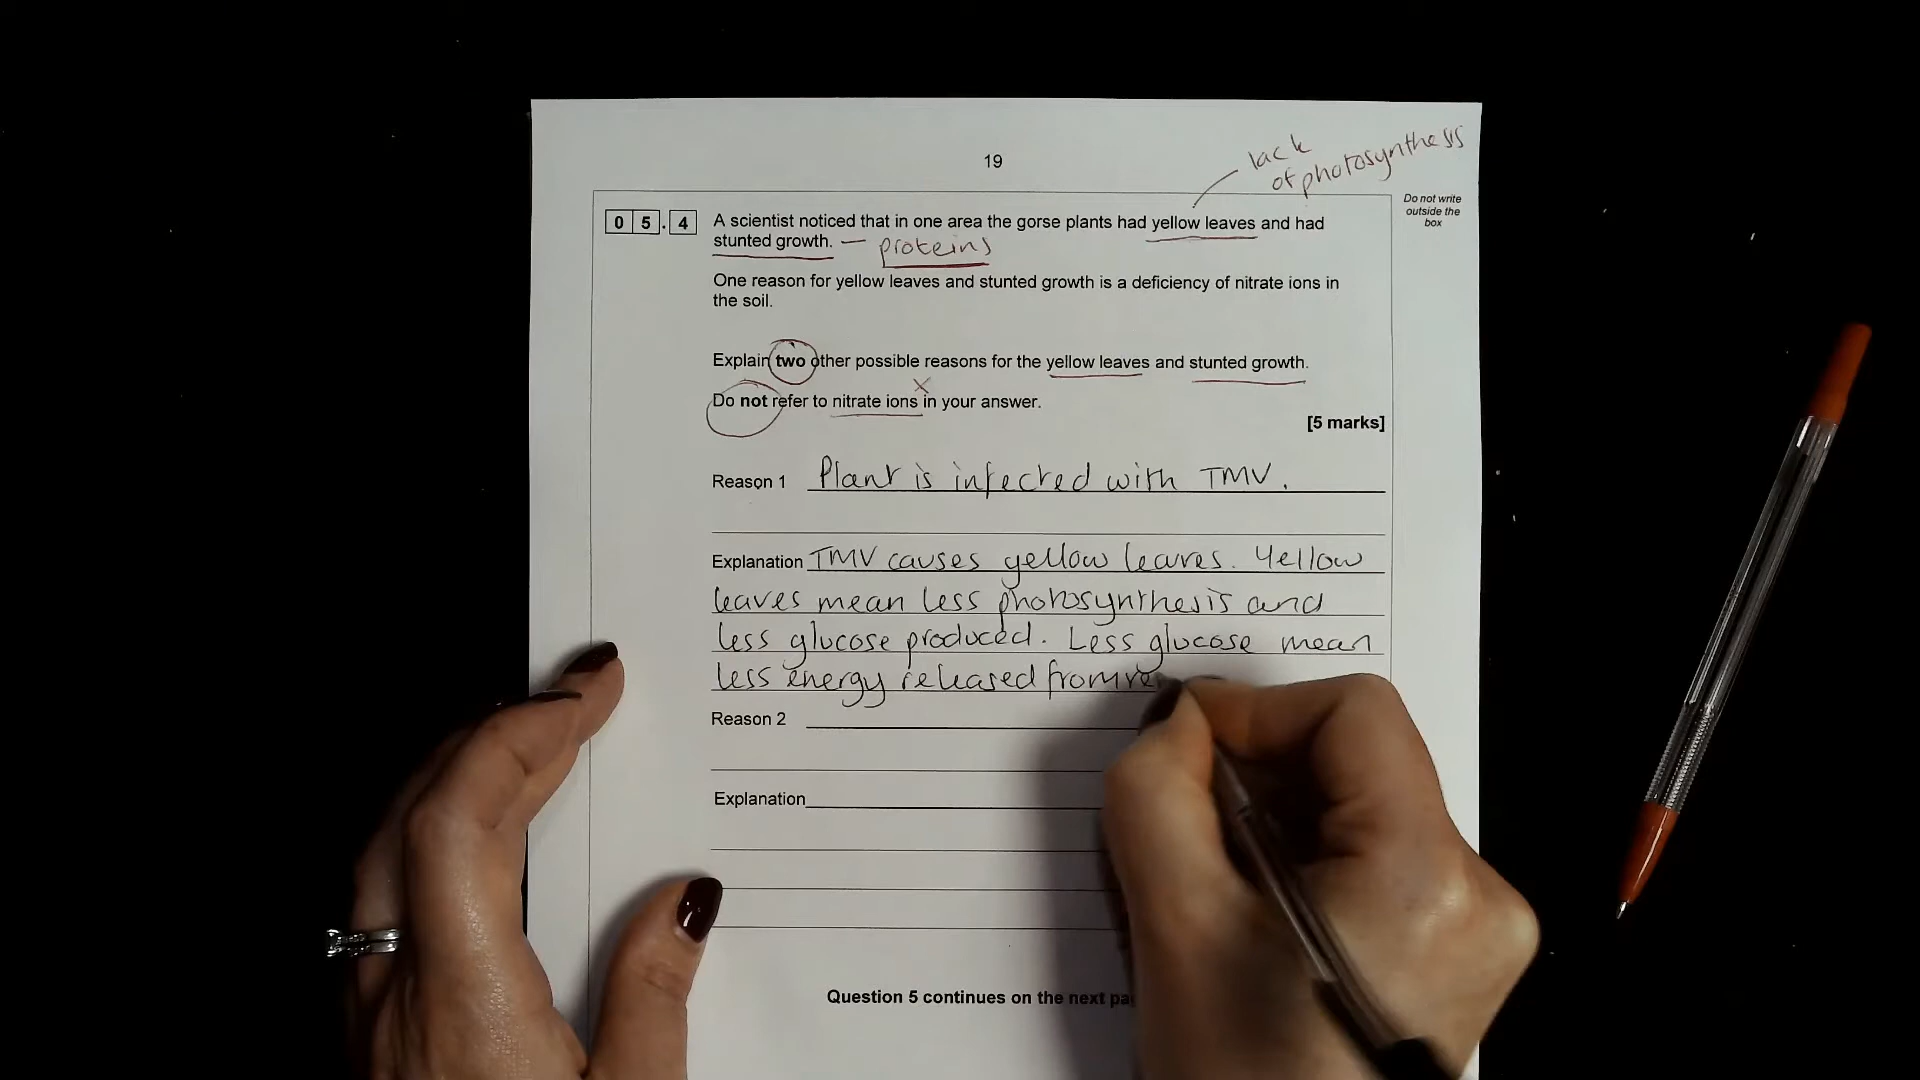 19
lack
of photosynthesis
Do not write
outside the
box
0 5 . 4 A scientist noticed that in one area the gorse plants had yellow leaves and had
stunted growth. — proteins
One reason for yellow leaves and stunted growth is a deficiency of nitrate ions in
the soil.
Explain two other possible reasons for the yellow leaves and stunted growth.
Do not refer to nitrate ions in your answer.
[5 marks]
Reason 1 Plant is infected with TMV.
Explanation TMV causes yellow leaves. Yellow
leaves mean less photosynthesis and
less glucose produced. Less glucose mean
less energy released from
Reason 2
Explanation
Question 5 continues on the next